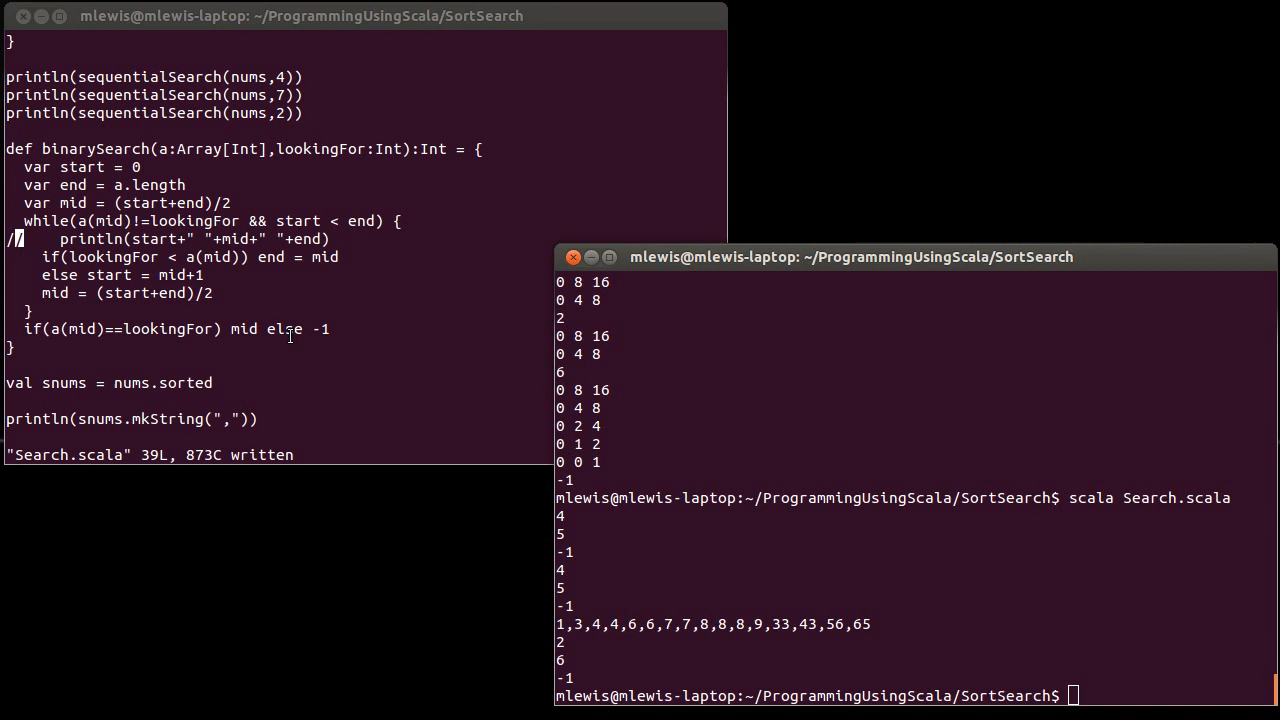 mlewis@mlewis-laptop: ~/ProgrammingUsingScala/SortSearch
}
println(sequentialSearch(nums,4))
println(sequentialSearch(nums,7))
println(sequentialSearch(nums,2))
def binarySearch(a:Array[Int],lookingFor:Int):Int = {
  var start = 0
  var end = a.length
  var mid = (start+end)/2
  while(a(mid)!=lookingFor && start < end) {
//    println(start+" "+mid+" "+end)
    if(lookingFor < a(mid)) end = mid
    else start = mid+1
    mid = (start+end)/2
  }
  if(a(mid)==lookingFor) mid else -1
}
val snums = nums.sorted
println(snums.mkString(","))
"Search.scala" 39L, 873C written
mlewis@mlewis-laptop: ~/ProgrammingUsingScala/SortSearch
0 8 16
0 4 8
2
0 8 16
0 4 8
6
0 8 16
0 4 8
0 2 4
0 1 2
0 0 1
-1
mlewis@mlewis-laptop:~/ProgrammingUsingScala/SortSearch$ scala Search.scala
4
5
-1
4
5
-1
1,3,4,4,6,6,7,7,8,8,8,9,33,43,56,65
2
6
-1
mlewis@mlewis-laptop:~/ProgrammingUsingScala/SortSearch$